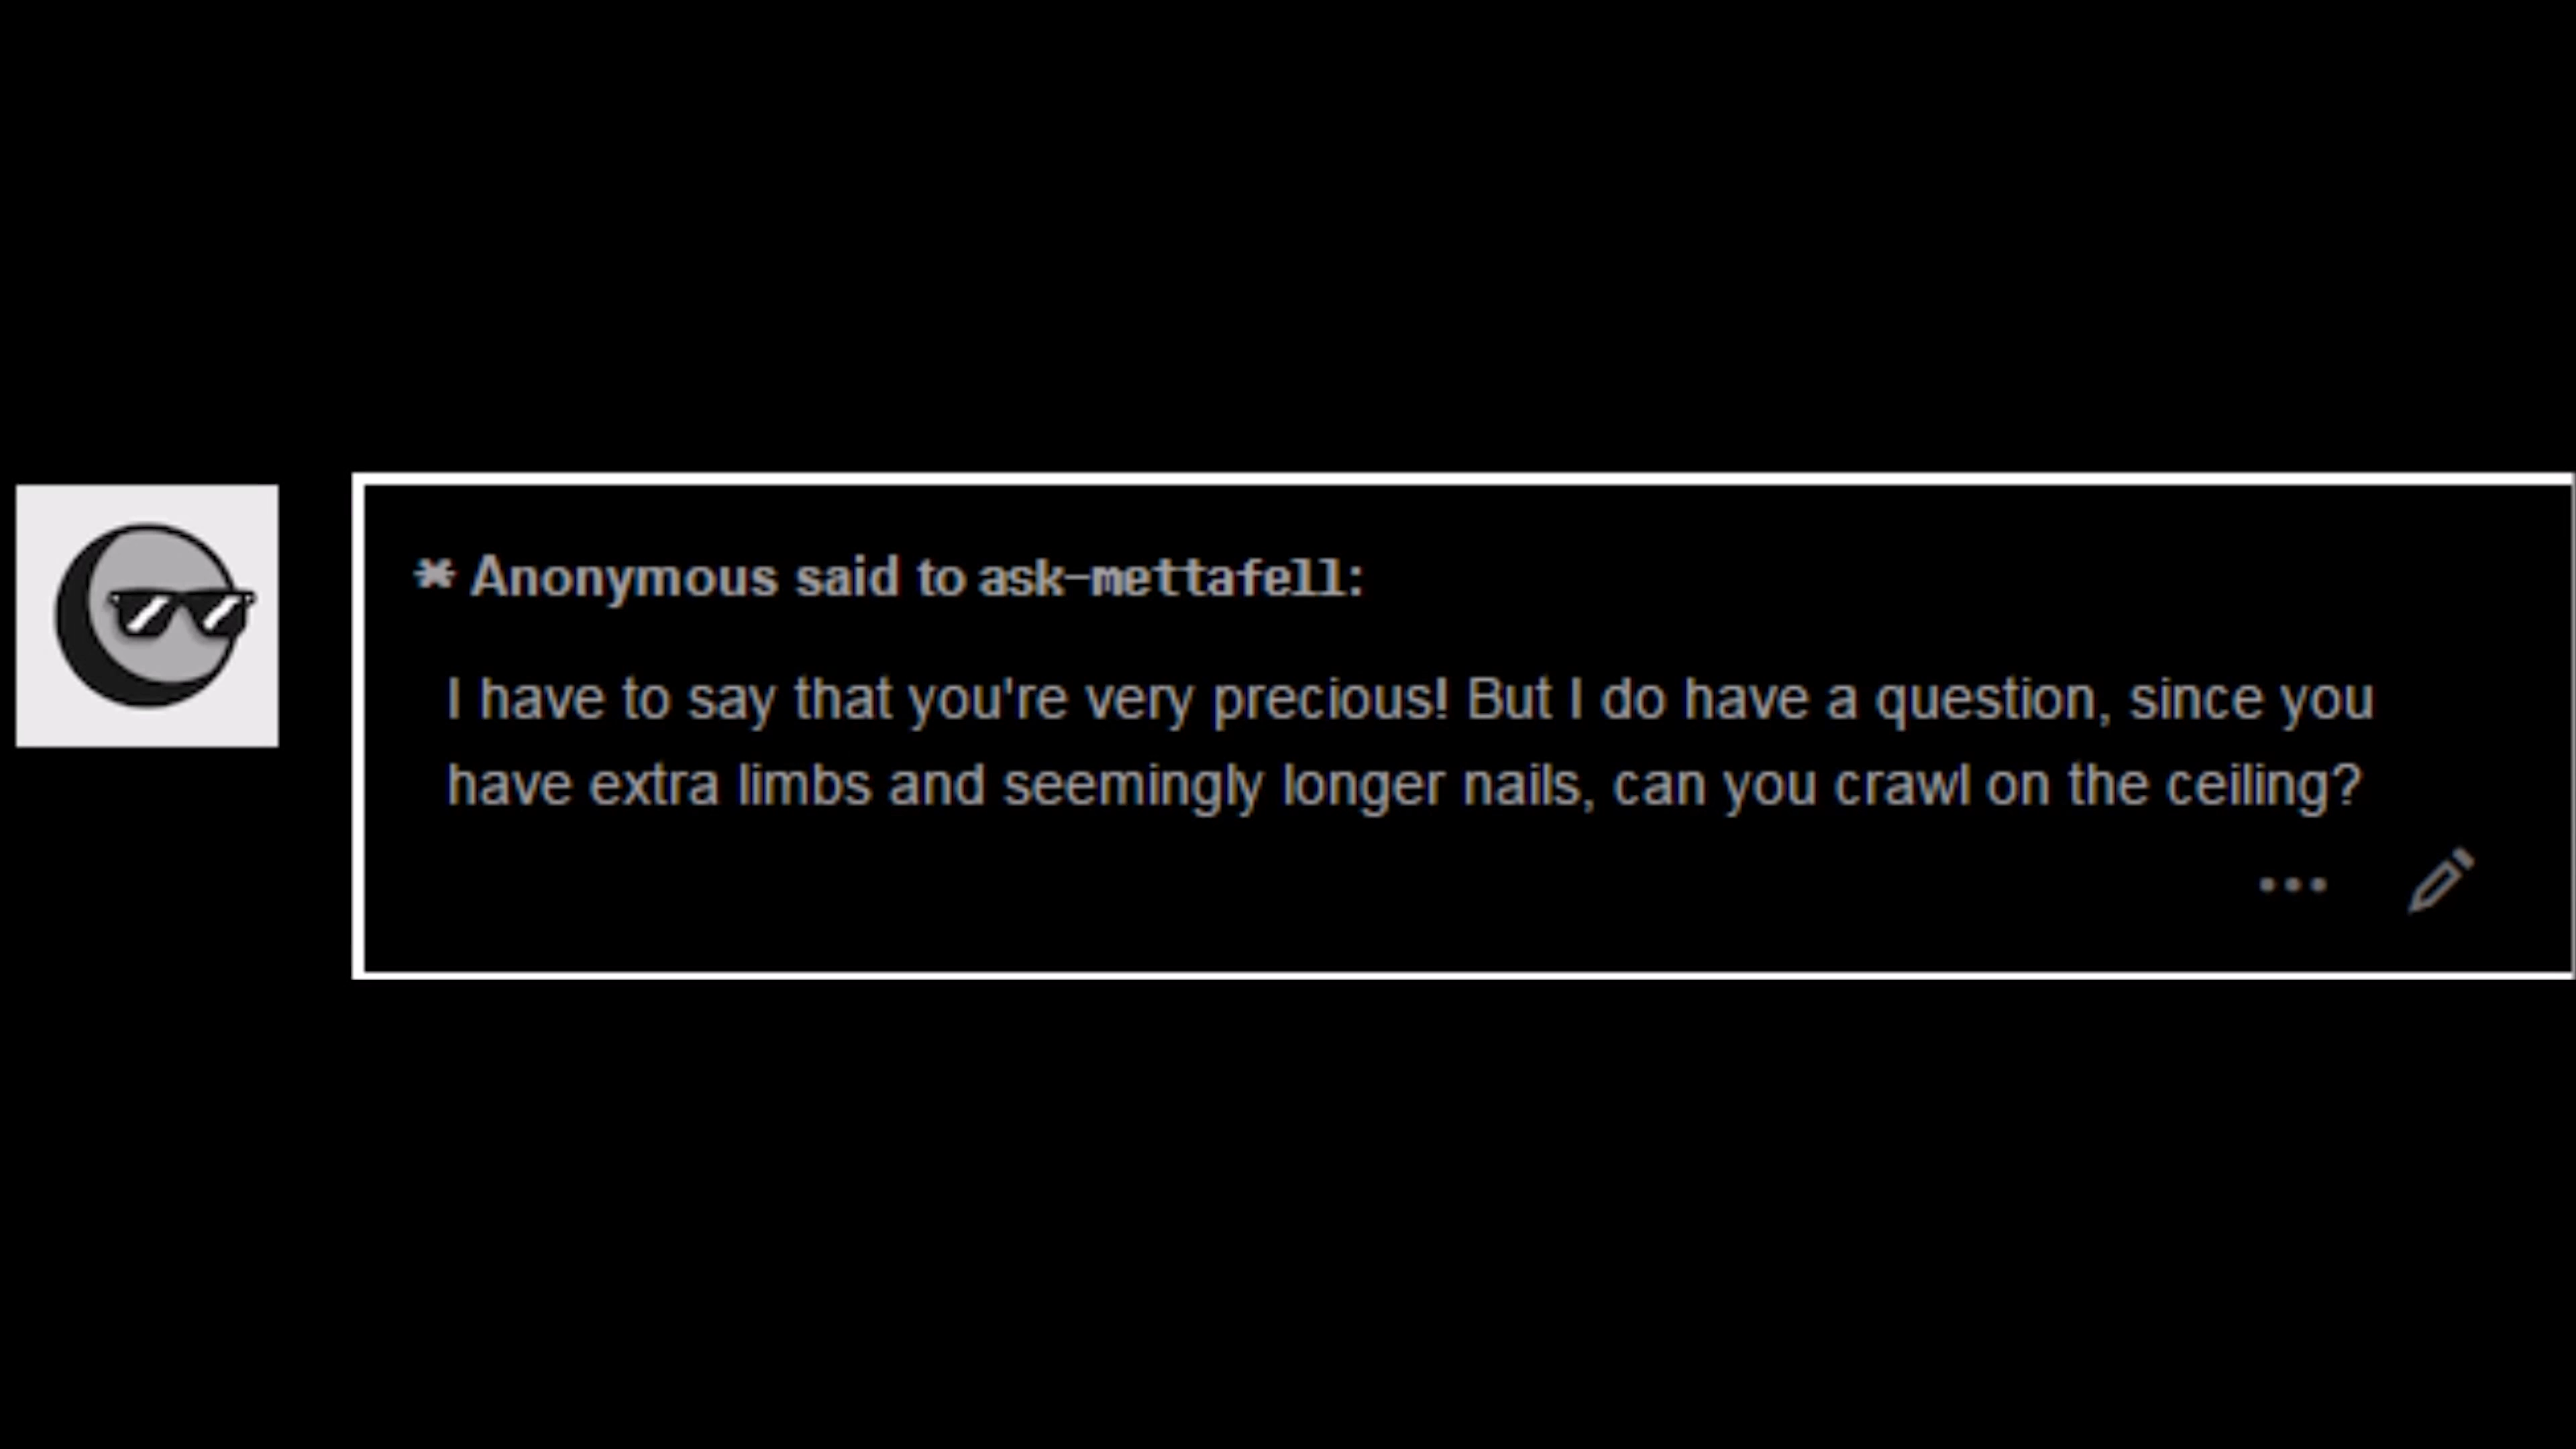 * Anonymous said to ask-mettafell:
I have to say that you're very precious! But I do have a question, since you
have extra limbs and seemingly longer nails, can you crawl on the ceiling?